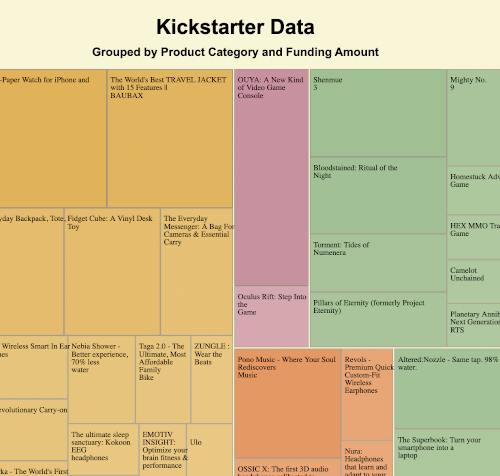 Kickstarter Data
Grouped by Product Category and Funding Amount
-Paper Watch for iPhone and
The World's Best TRAVEL JACKET
with 15 Features ||
BAUBAX
OUYA: A New Kind
of Video Game
Console
Shenmue
3
Mighty No.
9
Bloodstained: Ritual of the
Night
Homestuck Adv
Game
yday Backpack, Tote,
Fidget Cube: A Vinyl Desk
Toy
The Everyday
Messenger: A Bag For
Cameras & Essential
Carry
HEX MMO Tra
Game
Torment: Tides of
Numenera
Camelot
Unchained
Oculus Rift: Step Into
the
Game
Pillars of Eternity (formerly Project
Eternity)
Planetary Annih
Next Generation
RTS
Wireless Smart In Ear
nes
Nebia Shower -
Better experience,
70% less
water
Taga 2.0 - The
Ultimate, Most
Affordable
Family
Bike
ZUNGLE :
Wear the
Beats
Pono Music - Where Your Soul
Rediscovers
Music
Revols -
Premium Quick
Custom-Fit
Wireless
Earphones
Altered:Nozzle - Same tap. 98%
water.
evolutionary Carry-on
The ultimate sleep
sanctuary: Kokoon
EEG
headphones
EMOTIV
INSIGHT:
Optimize your
brain fitness &
performance
Ulo
The Superbook: Turn your
smartphone into a
laptop
Nura:
Headphones
that learn and
adapt to your
OSSIC X: The first 3D audio
headphones calibrated to
rka - The World's First